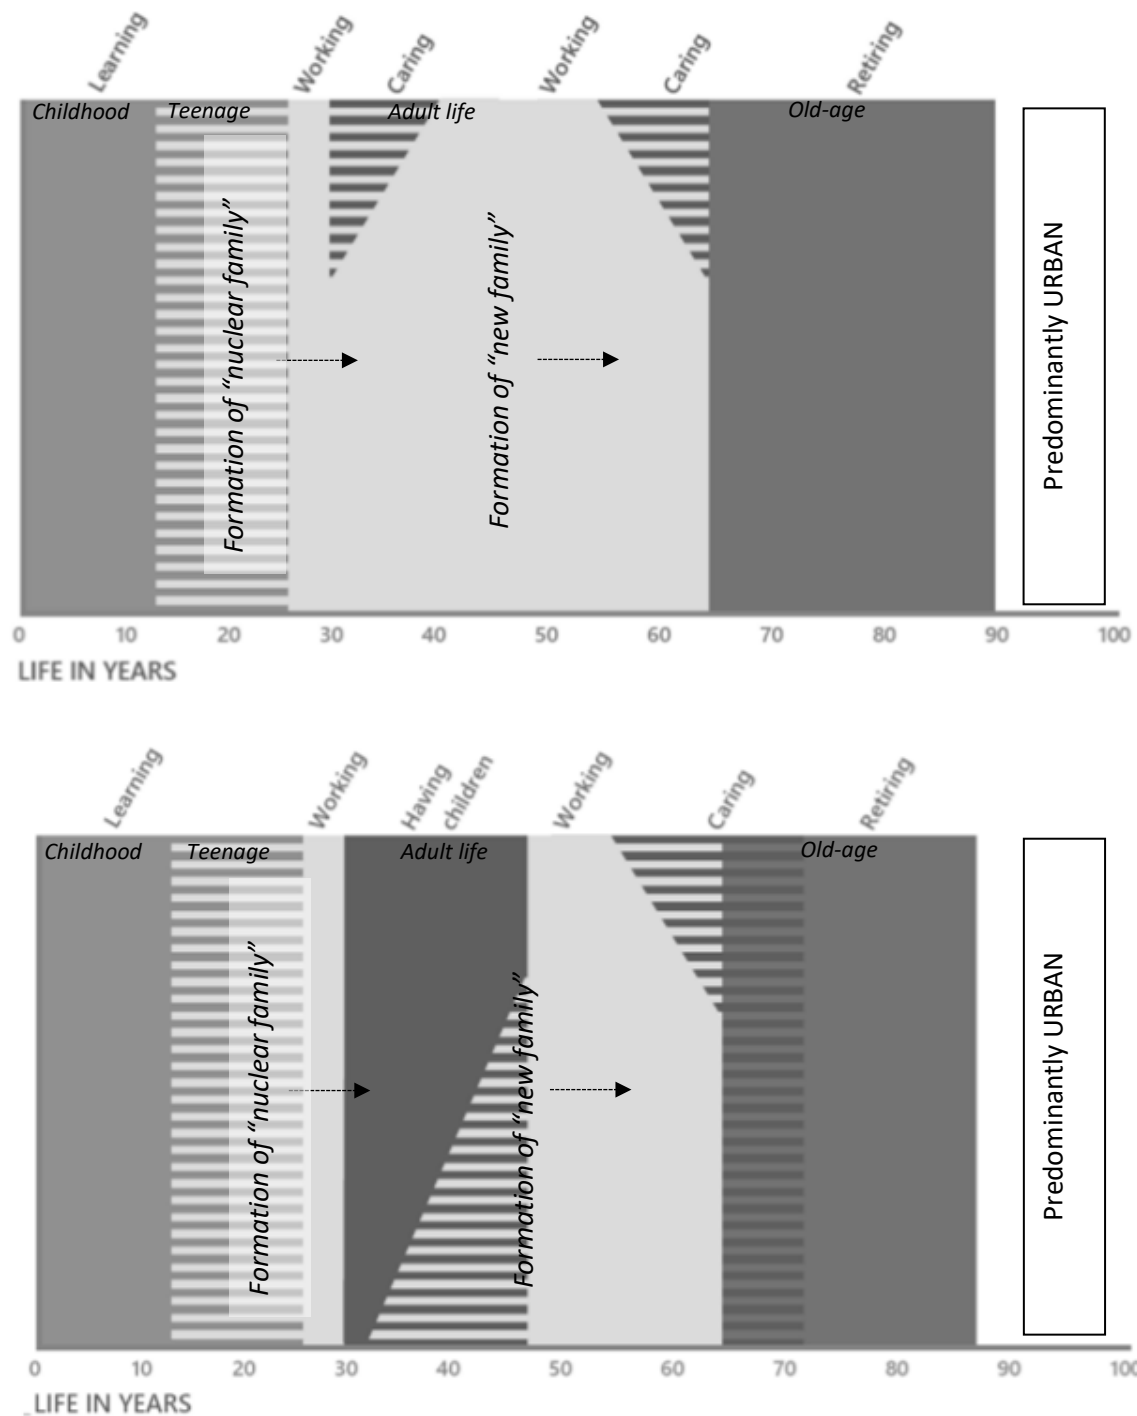 Learning
Working
Caring
Working
Caring
Retiring
Childhood
Teenage
Adult life
Old-age
Formation of “nuclear family”
Formation of “new family”
Predominantly URBAN
0 10 20 30 40 50 60 70 80 90 100
LIFE IN YEARS
Learning
Working
Having
children
Working
Caring
Retiring
Childhood
Teenage
Adult life
Old-age
Formation of “nuclear family”
Formation of “new family”
Predominantly URBAN
0 10 20 30 40 50 60 70 80 90 100
LIFE IN YEARS